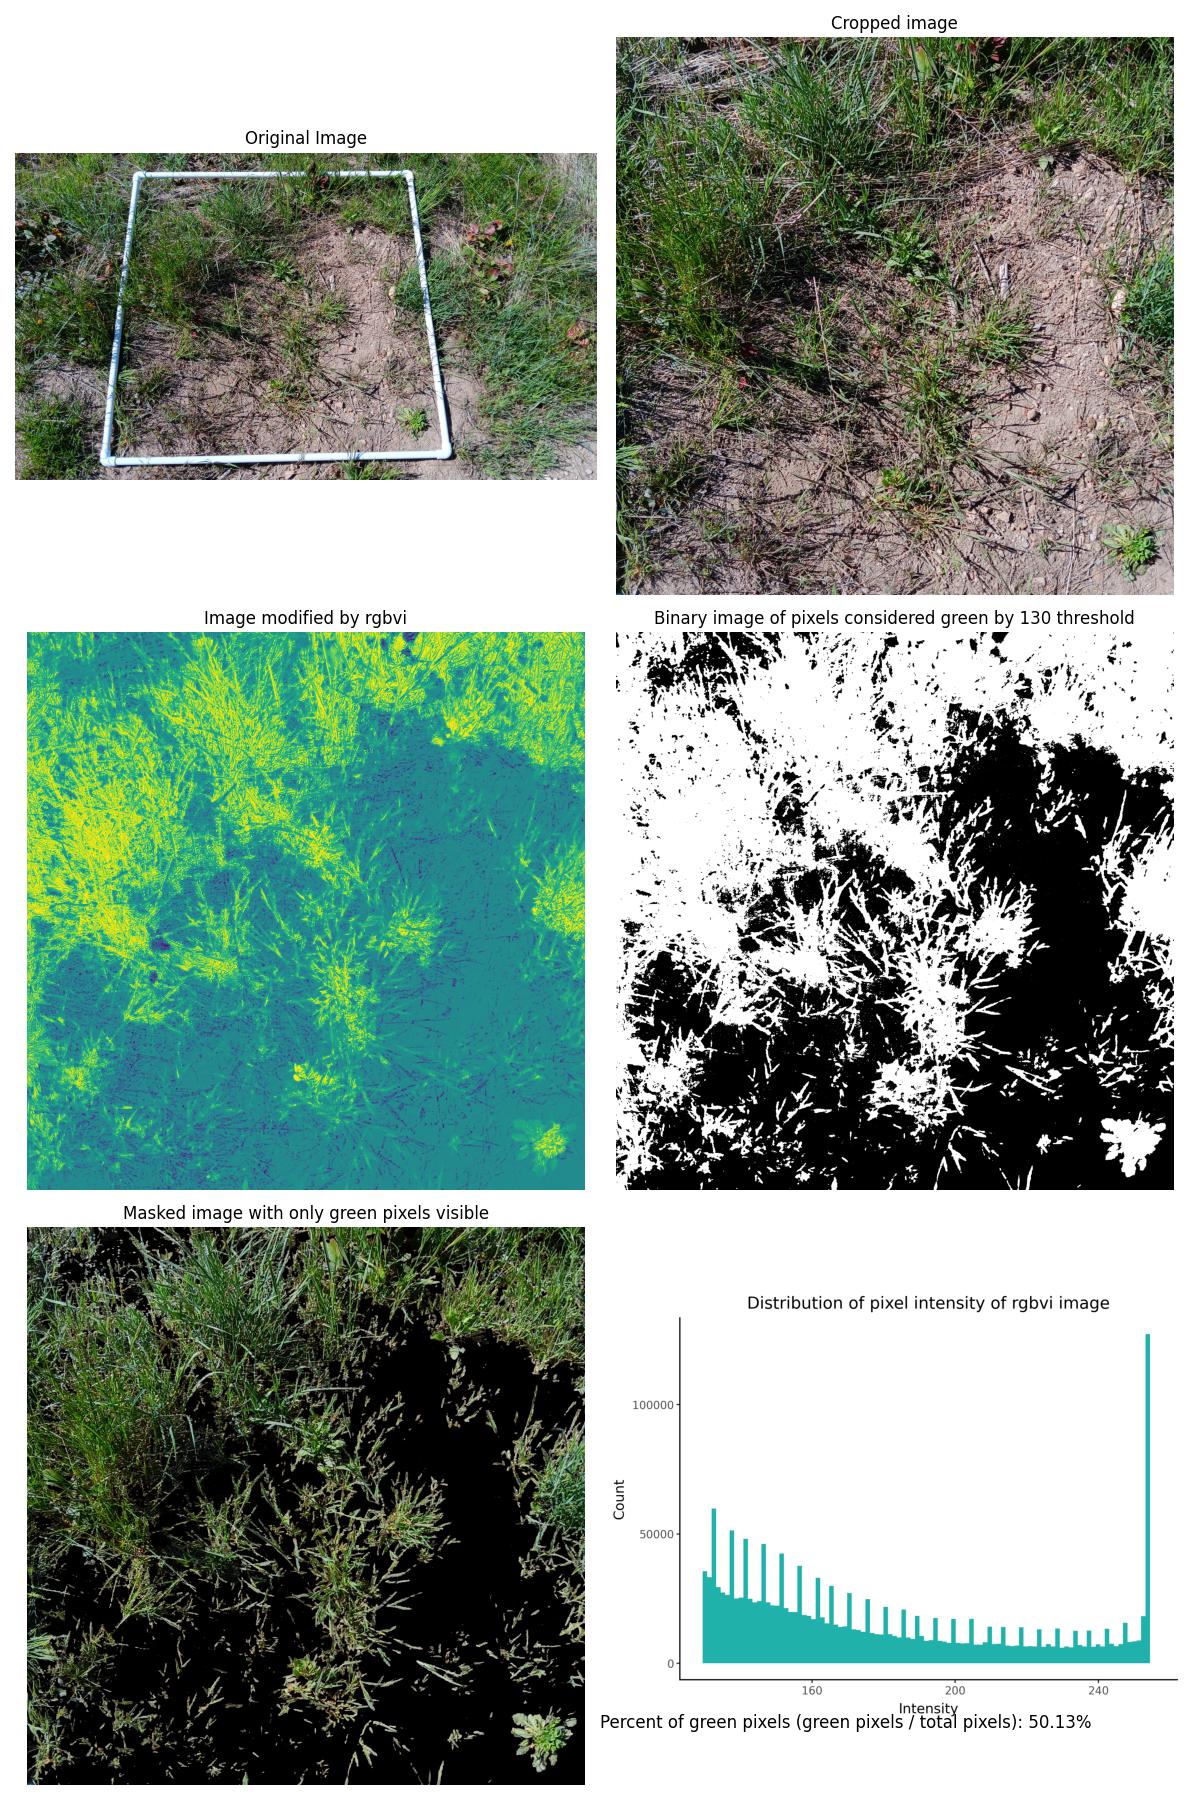 Cropped image
Original Image
Image modified by rgbvi
Binary image of pixels considered green by 130 threshold
Masked image with only green pixels visible
Distribution of pixel intensity of rgbvi image
100000
50000
0
Count
160
200
240
Intensity
Percent of green pixels (green pixels / total pixels): 50.13%